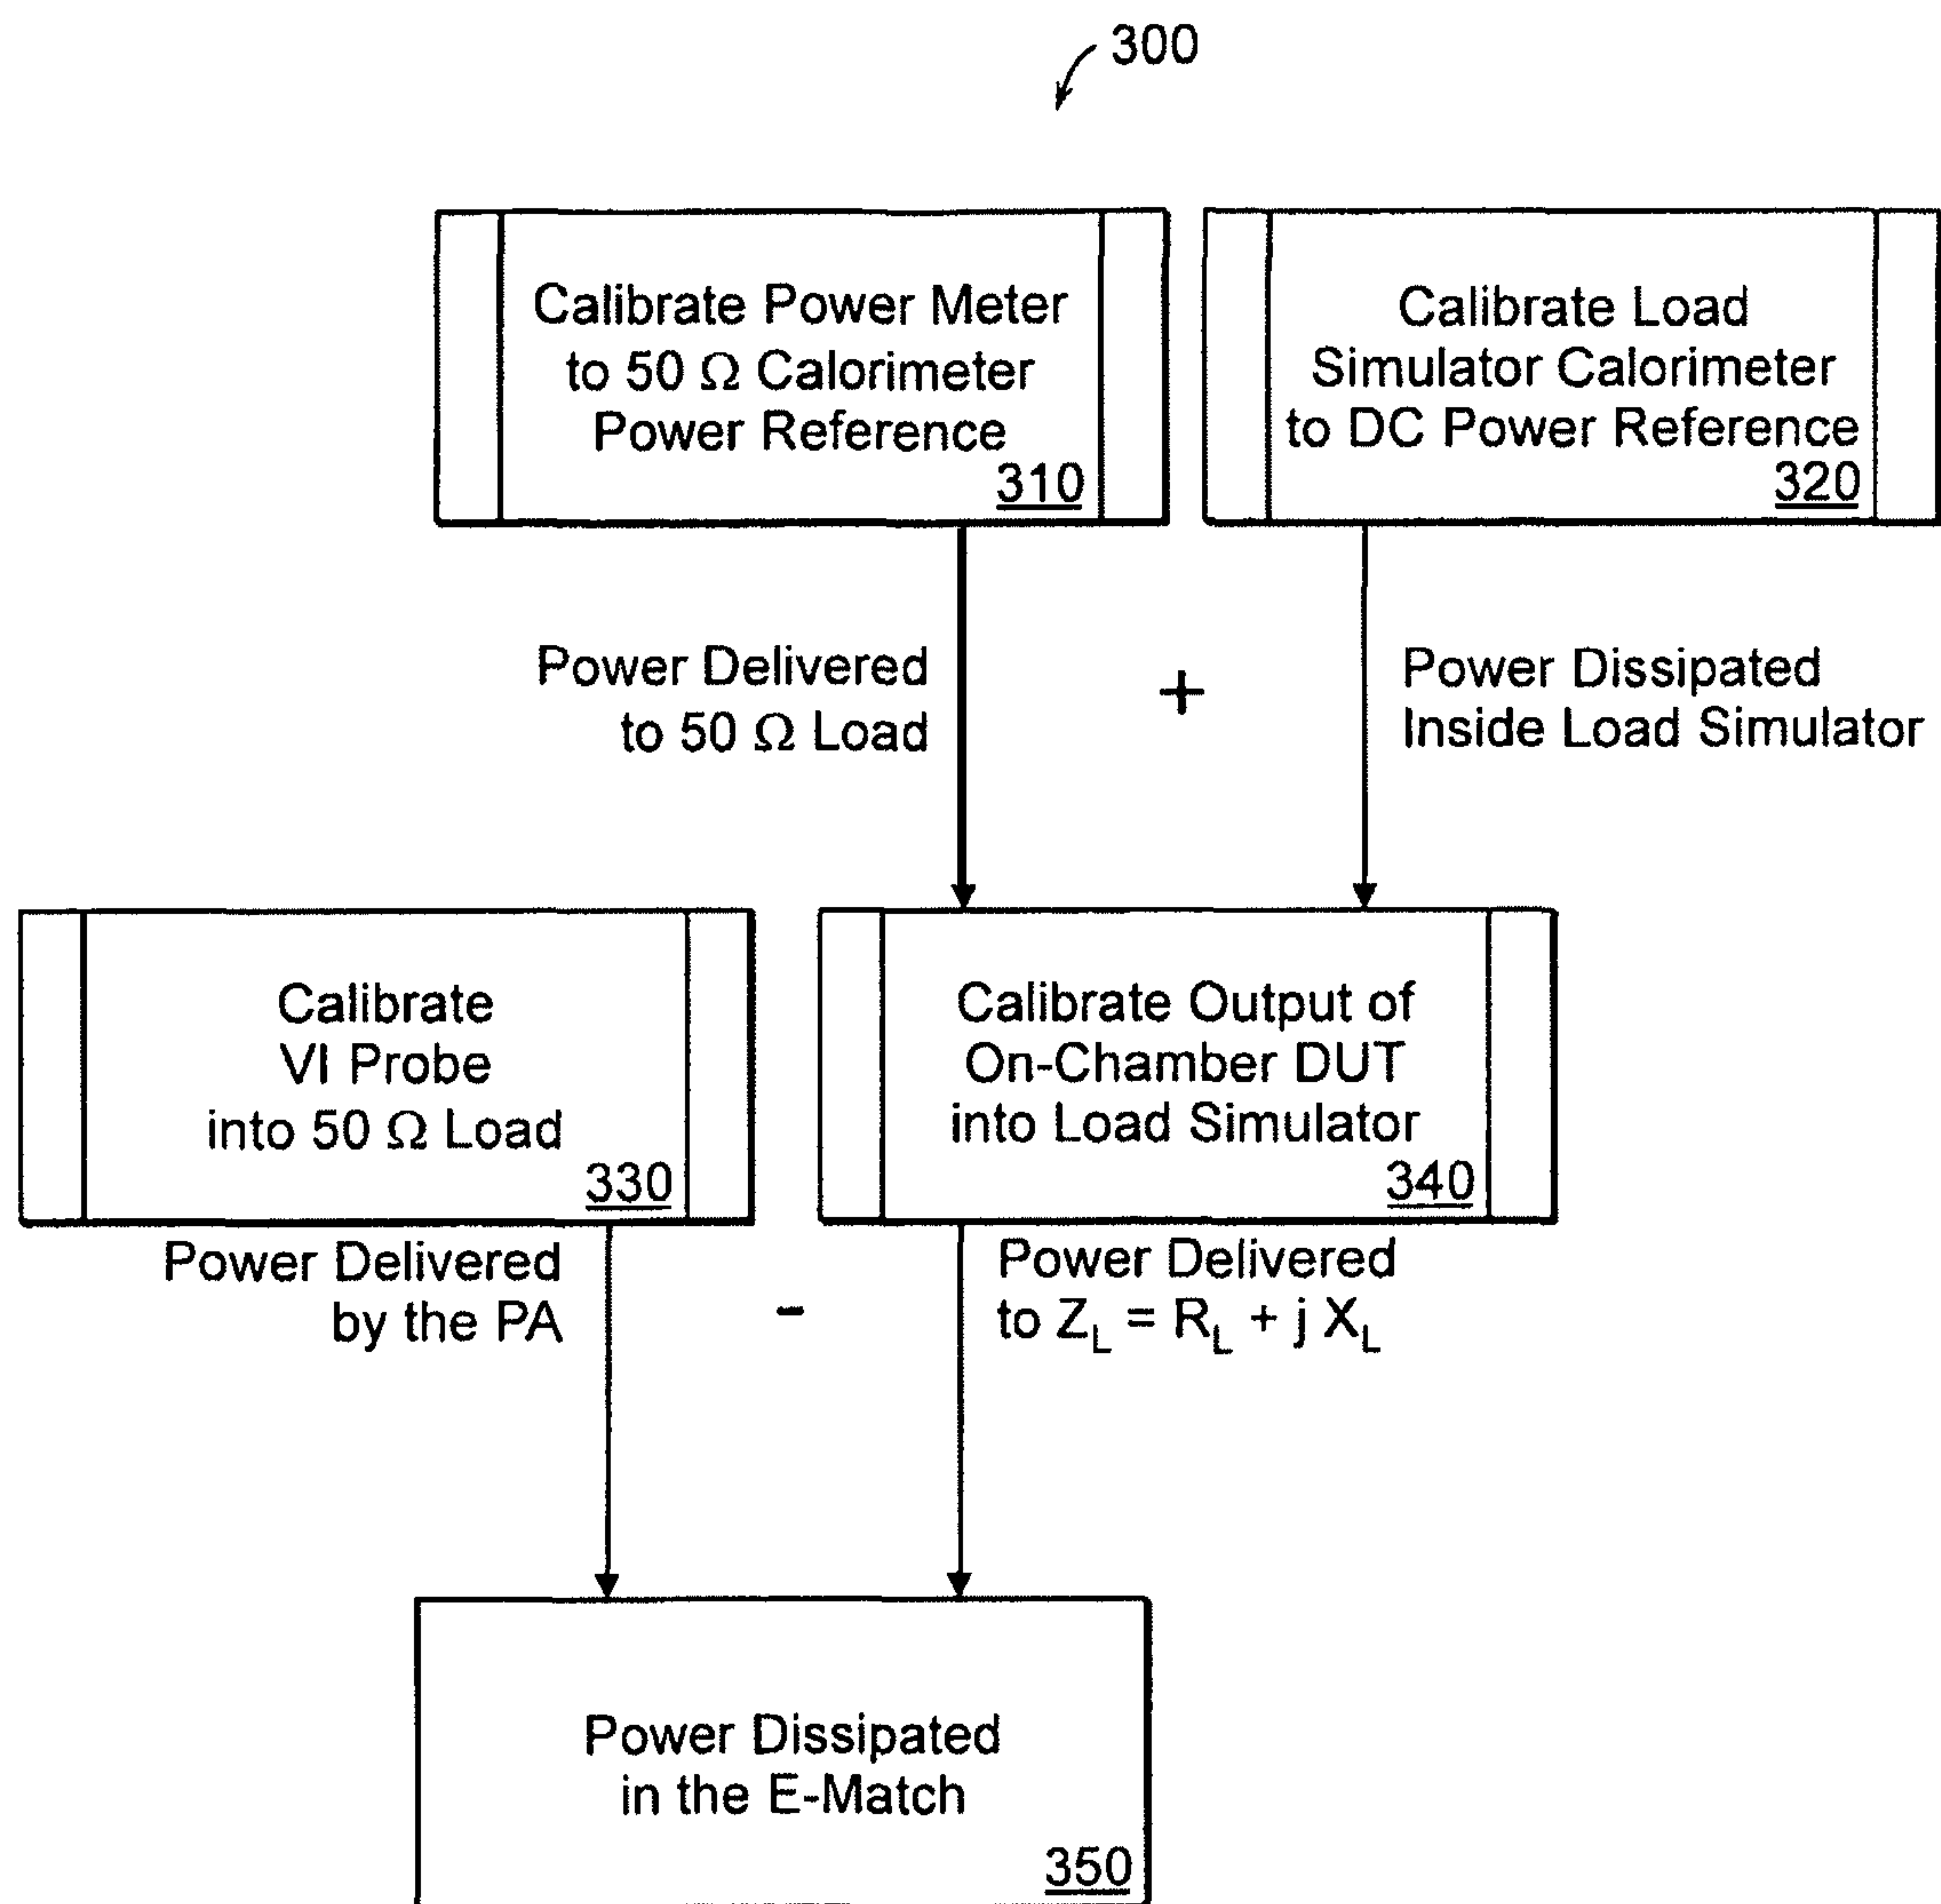 300
Calibrate Power Meter
to 50 Ω Calorimeter
Power Reference
310
Calibrate Load
Simulator Calorimeter
to DC Power Reference
320
Power Delivered
to 50 Ω Load
+
Power Dissipated
Inside Load Simulator
Calibrate
VI Probe
into 50 Ω Load
330
Calibrate Output of
On-Chamber DUT
into Load Simulator
340
Power Delivered
by the PA
-
Power Delivered
to Z_L = R_L + j X_L
Power Dissipated
in the E-Match
350